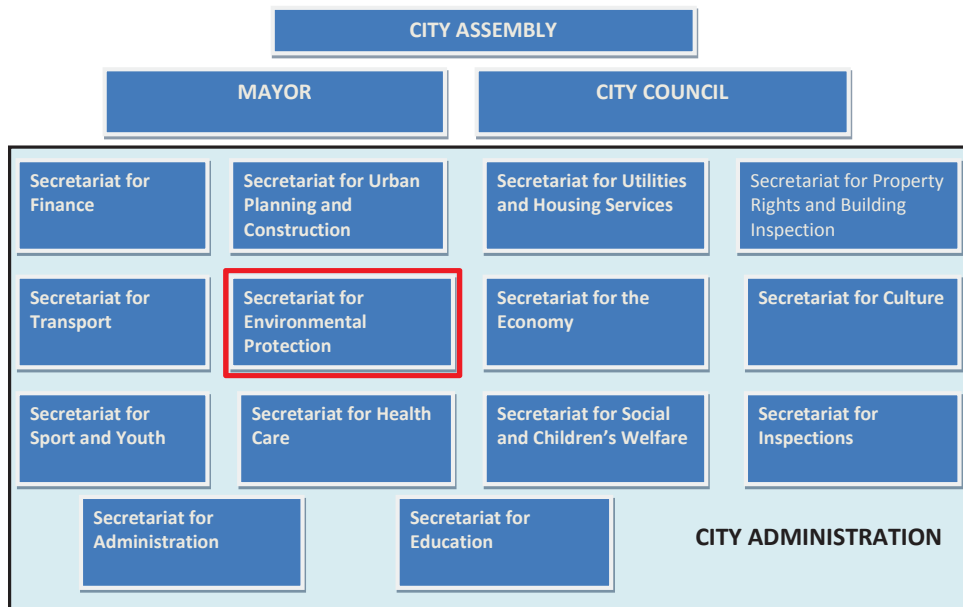 CITY ASSEMBLY
MAYOR
CITY COUNCIL
Secretariat for
Finance
Secretariat for Urban
Planning and
Construction
Secretariat for Utilities
and Housing Services
Secretariat for Property
Rights and Building
Inspection
Secretariat for
Transport
Secretariat for
Environmental
Protection
Secretariat for the
Economy
Secretariat for Culture
Secretariat for
Sport and Youth
Secretariat for Health
Care
Secretariat for Social
and Children’s Welfare
Secretariat for
Inspections
Secretariat for
Administration
Secretariat for
Education
CITY ADMINISTRATION